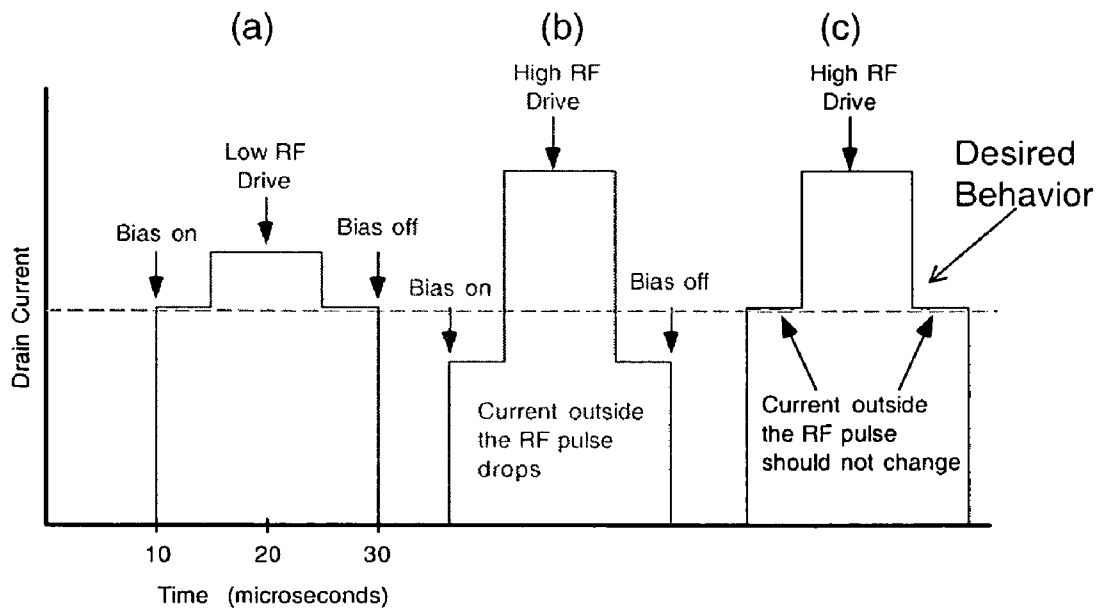 (a)
(b)
(c)
High RF
Drive
High RF
Drive
Low RF
Drive
Desired
Behavior
Bias on
Bias off
Bias on
Bias off
Drain Current
Current outside
the RF pulse
drops
Current outside
the RF pulse
should not change
10
20
30
Time (microseconds)